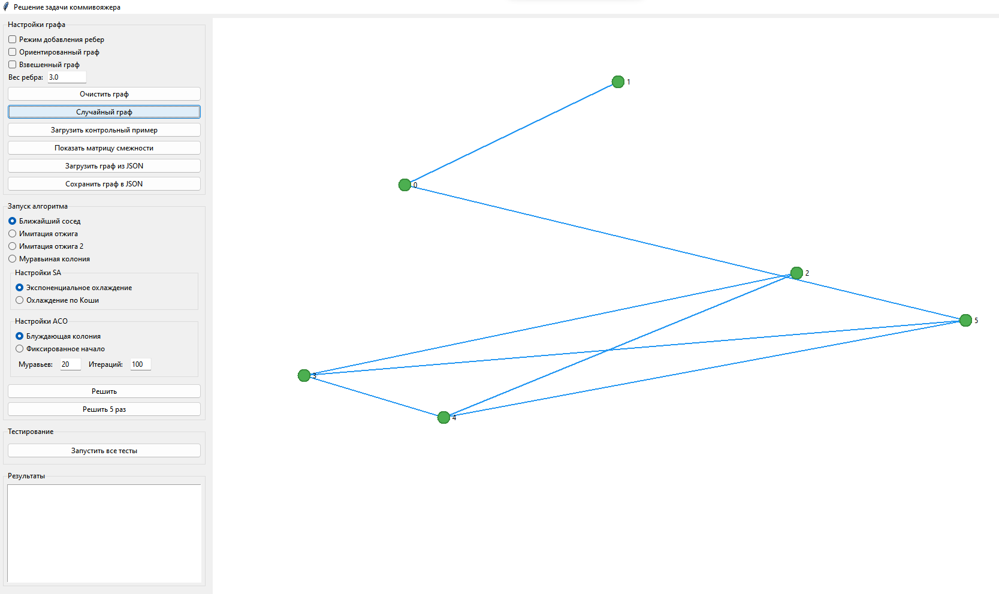 Решение задачи коммивояжера
Настройки графа
Режим добавления ребер
Ориентированный граф
Взвешенный граф
Вес ребра: 3.0
Очистить граф
Случайный граф
Загрузить контрольный пример
Показать матрицу смежности
Загрузить граф из JSON
Сохранить граф в JSON
Запуск алгоритма
Ближайший сосед
Имитация отжига
Имитация отжига 2
Муравьиная колония
Настройки SA
Экспоненциальное охлаждение
Охлаждение по Коши
Настройки ACO
Блуждающая колония
Фиксированное начало
Муравьев: 20 Итераций: 100
Решить
Решить 5 раз
Тестирование
Запустить все тесты
Результаты
1
0
2
5
3
4